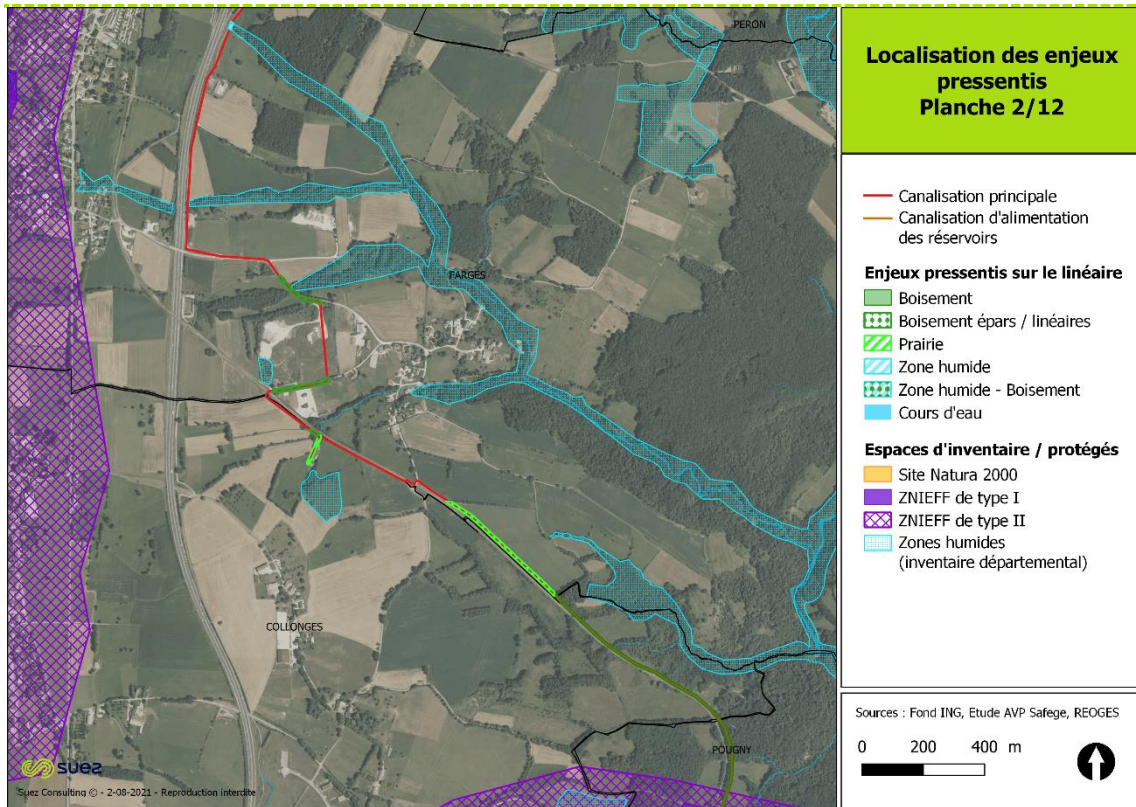 PERON
FARGES
COLLONGES
POUGNY
suez
Suez Consulting © - 2-08-2021 - Reproduction interdite
Localisation des enjeux
pressentis
Planche 2/12
Canalisation principale
Canalisation d'alimentation
des réservoirs
Enjeux pressentis sur le linéaire
Boisement
Boisement épars / linéaires
Prairie
Zone humide
Zone humide - Boisement
Cours d'eau
Espaces d'inventaire / protégés
Site Natura 2000
ZNIEFF de type I
ZNIEFF de type II
Zones humides
(inventaire départemental)
Sources : Fond ING, Etude AVP Safege, REOGES
0 200 400 m